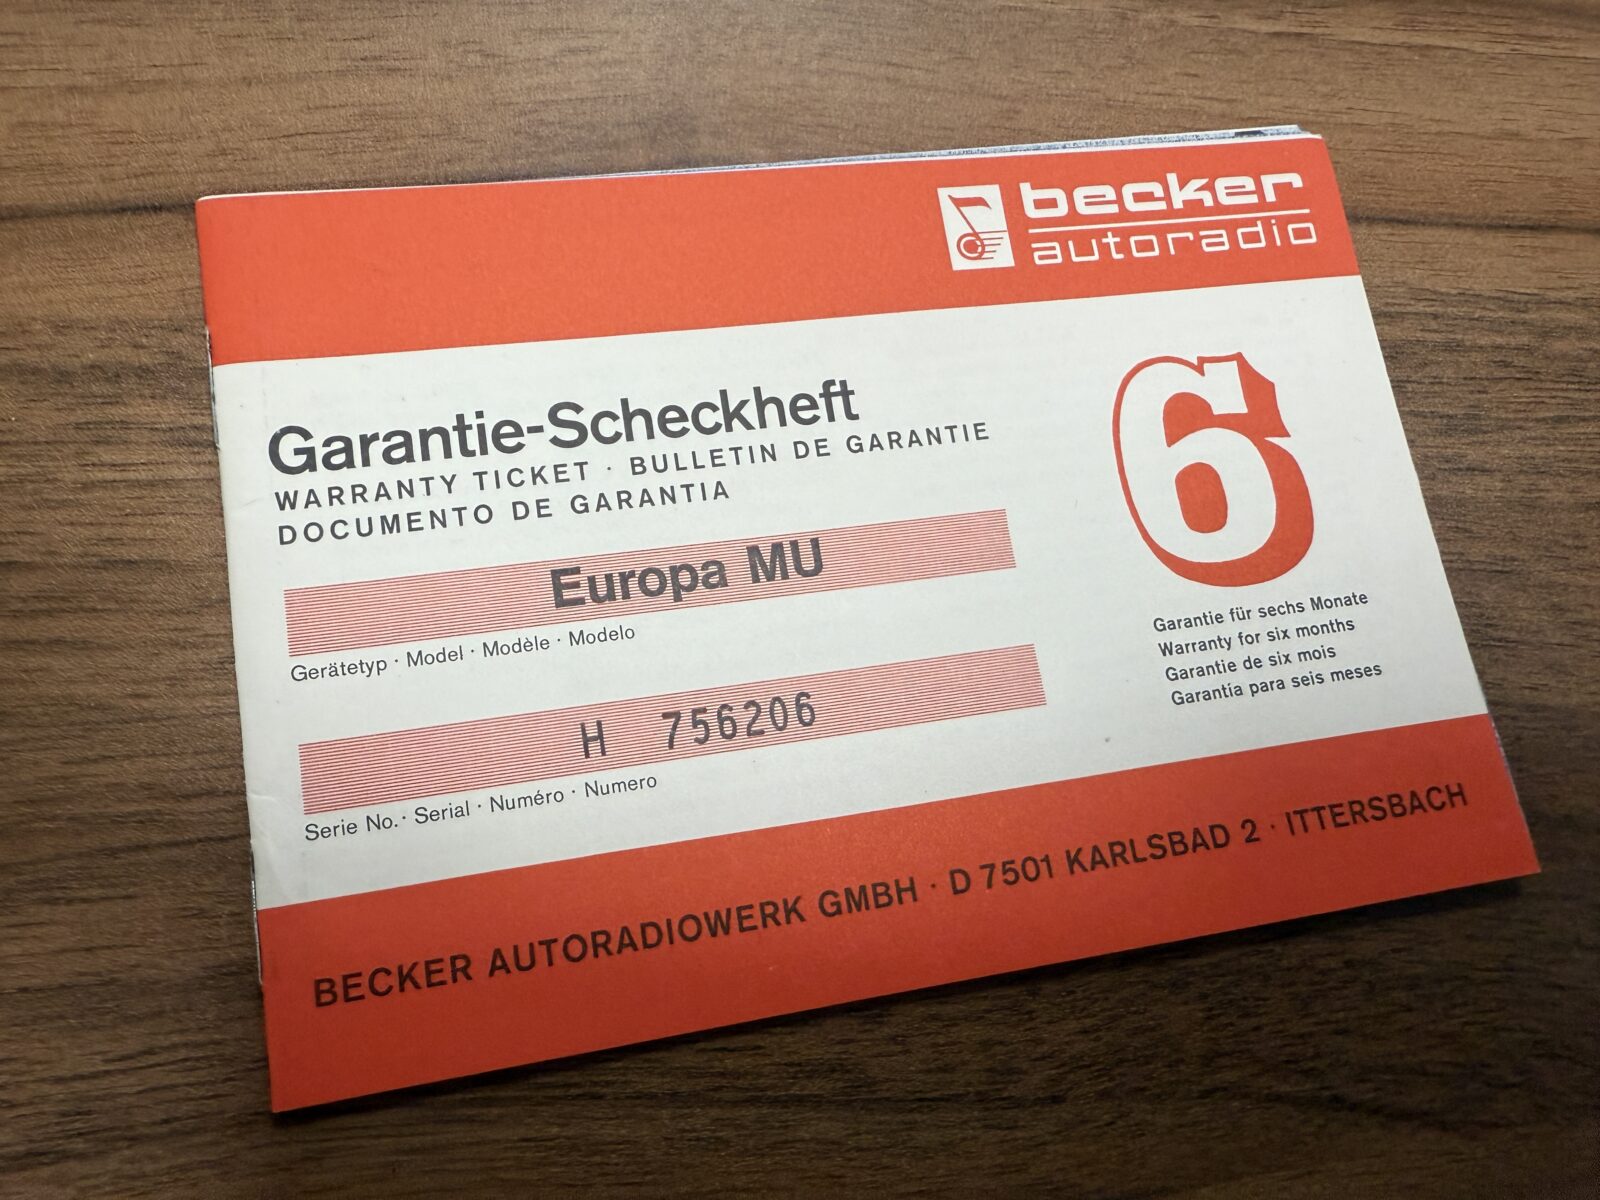 becker
autoradio
Garantie-Scheckheft
WARRANTY TICKET · BULLETIN DE GARANTIE
DOCUMENTO DE GARANTIA
Europa MU
Gerätetyp · Model · Modèle · Modelo
H 756206
Serie No. · Serial · Numéro · Numero
6
Garantie für sechs Monate
Warranty for six months
Garantie de six mois
Garantía para seis meses
BECKER AUTORADIOWERK GMBH · D 7501 KARLSBAD 2 · ITTERSBACH